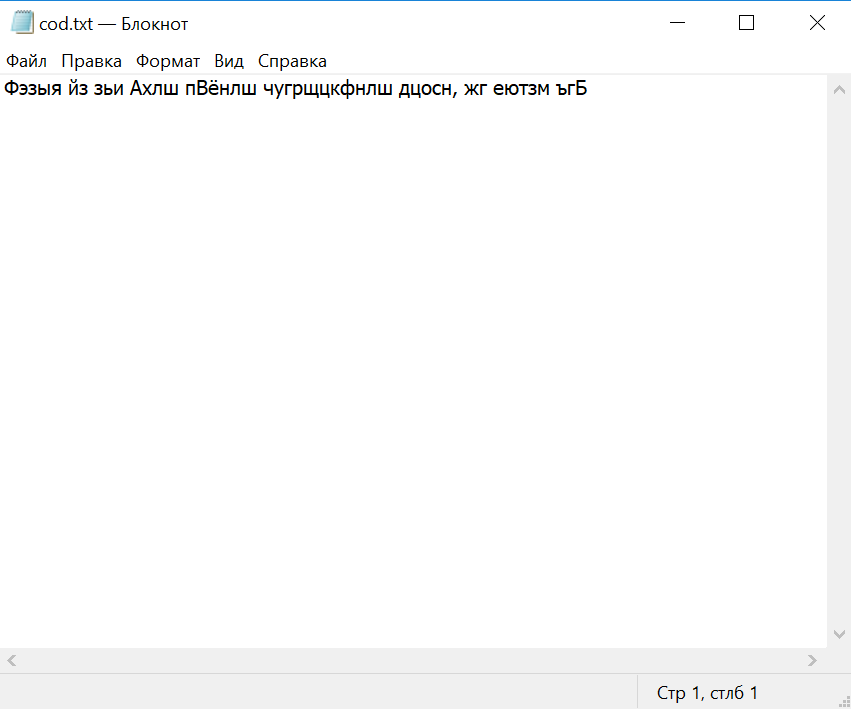 cod.txt — Блокнот
Файл Правка Формат Вид Справка
Фэзыя йз зьи Ахлш пВёнлш чугрщцкфнлш дцосн, жг еютзм ъгБ
Стр 1, стлб 1